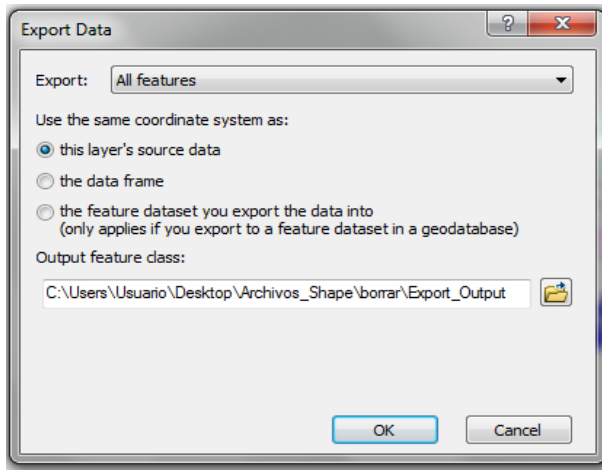 Export Data
Export: All features
Use the same coordinate system as:
this layer's source data
the data frame
the feature dataset you export the data into
(only applies if you export to a feature dataset in a geodatabase)
Output feature class:
C:\Users\Usuario\Desktop\Archivos_Shape\borrar\Export_Output
OK Cancel